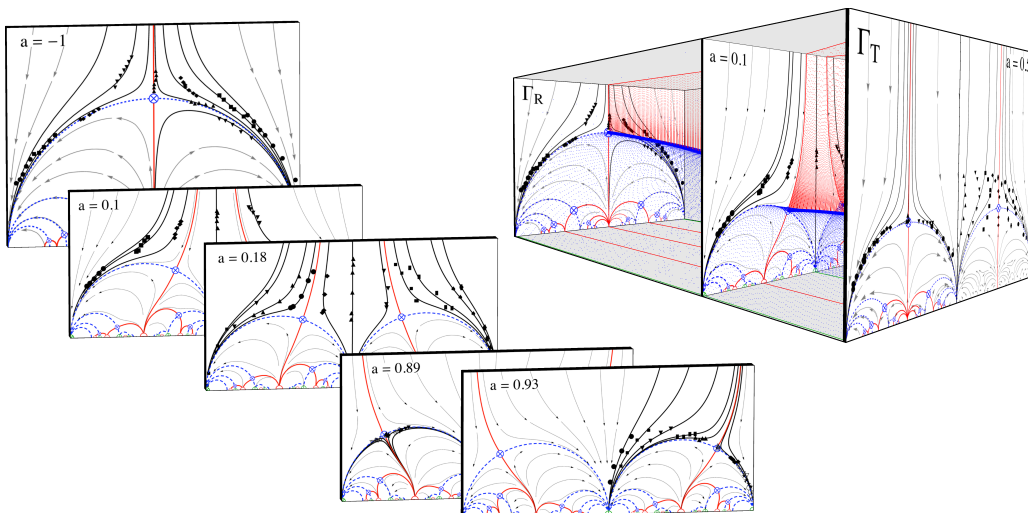 a = −1
a = 0.1
a = 0.18
a = 0.89
a = 0.93
Γ_R
a = 0.1
Γ_T